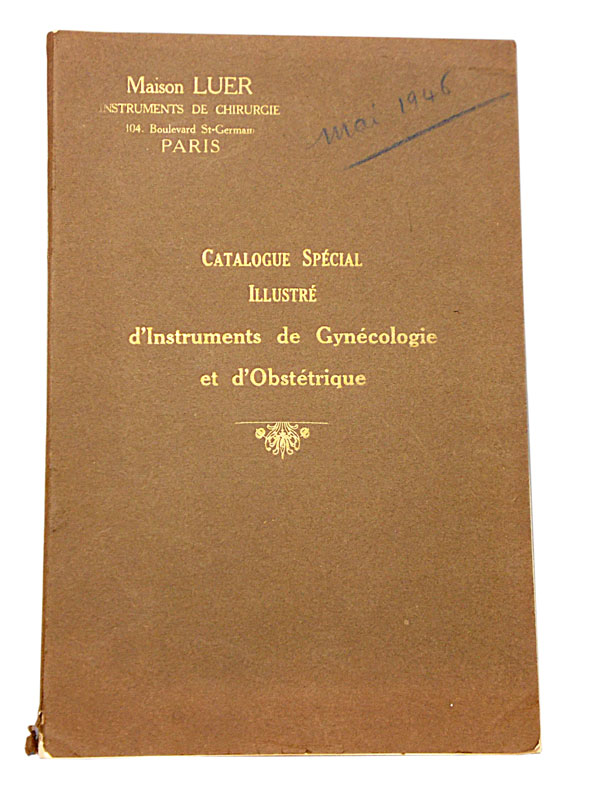 Maison LUER
INSTRUMENTS DE CHIRURGIE
104. Boulevard St-Germain
PARIS
mai 1946
CATALOGUE SPÉCIAL
ILLUSTRÉ
d'Instruments de Gynécologie
et d'Obstétrique